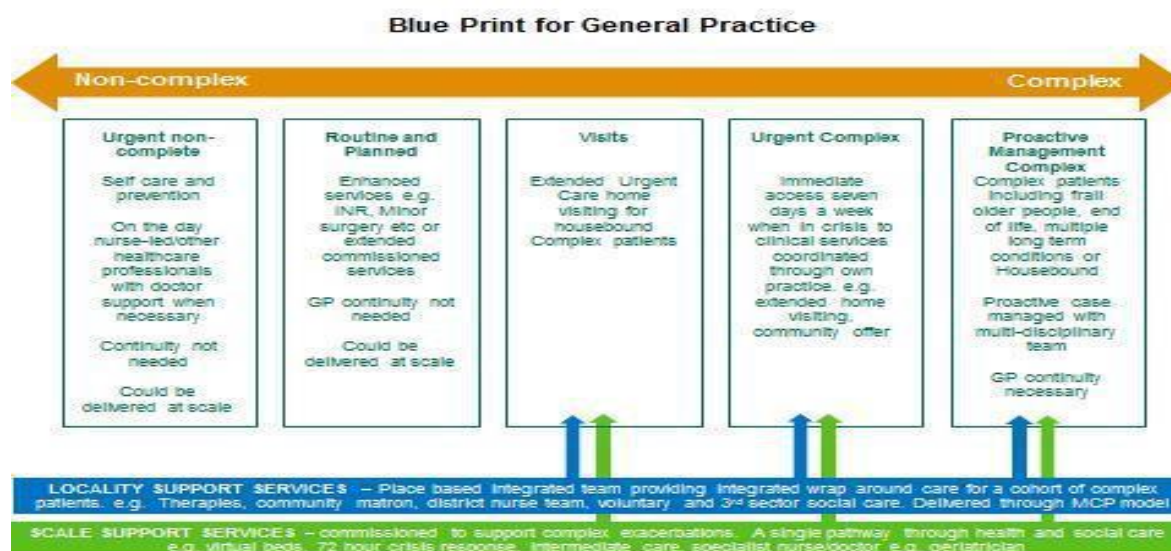 Blue Print for General Practice
Non-complex
Complex
Urgent non-
complete
Self care and
prevention
On the day
nurse-led/other
healthcare
professionals
with doctor
support when
necessary
Continuity not
needed
Could be
delivered at scale
Routine and
Planned
Enhanced
services e.g.
INR, Minor
surgery etc or
extended
commissioned
services
GP continuity not
needed
Could be
delivered at scale
Visits
Extended Urgent
Care home
visiting for
housebound
Complex patients
Urgent Complex
Immediate
access seven
days a week
when in crisis to
clinical services
coordinated
through own
practice. e.g.
extended home
visiting,
community offer
Proactive
Management
Complex
Complex patients
including frail
older people, end
of life, multiple
long term
conditions or
Housebound
Proactive case
managed with
multi-disciplinary
team
GP continuity
necessary
LOCALITY SUPPORT SERVICES – Place based Integrated team providing Integrated wrap around care for a cohort of complex
patients. e.g. Therapies, community matron, district nurse team, voluntary and 3rd sector social care. Delivered through MCP model
SCALE SUPPORT SERVICES – commissioned to support complex exacerbations. A single pathway through health and social care
e.g. virtual beds, 72 hour crisis response, Intermediate care, specialist nurse/doctor e.g. geriatrician